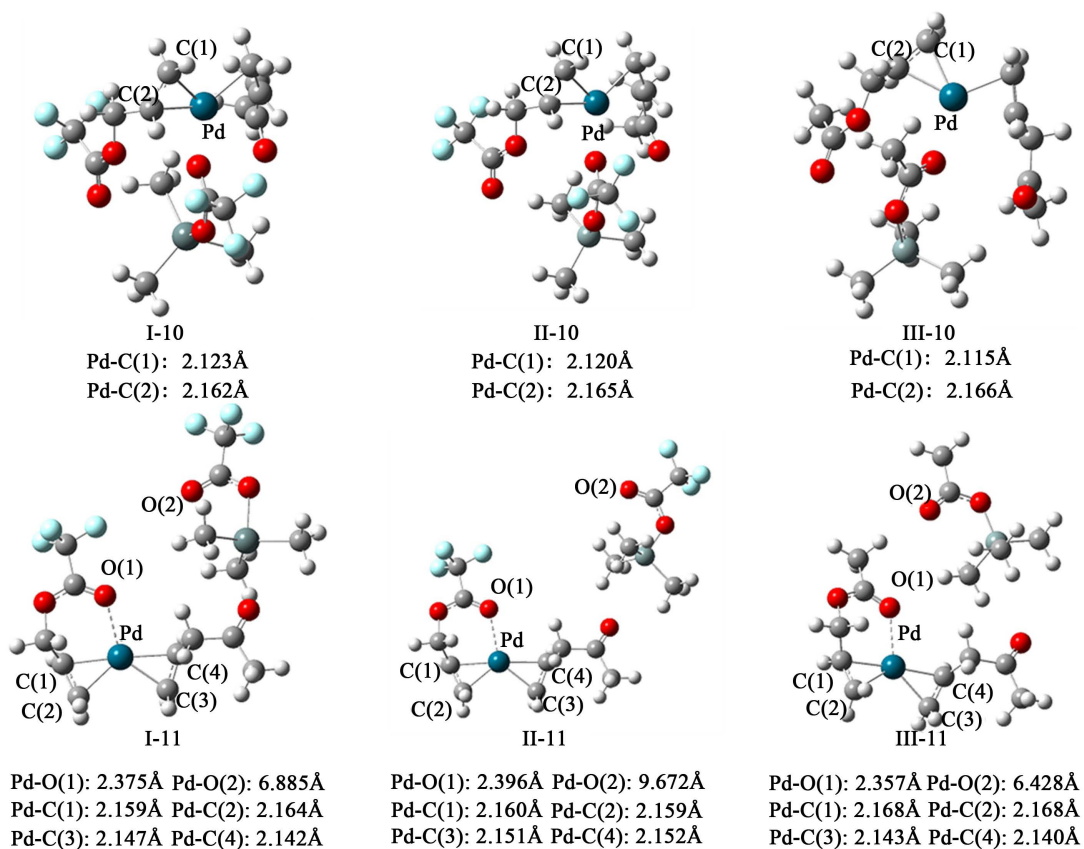 C(1)
C(2)
Pd
I-10
Pd-C(1): 2.123Å
Pd-C(2): 2.162Å
C(1)
C(2)
Pd
II-10
Pd-C(1): 2.120Å
Pd-C(2): 2.165Å
C(2) C(1)
Pd
III-10
Pd-C(1): 2.115Å
Pd-C(2): 2.166Å
O(2)
O(1)
Pd
C(1)
C(4)
C(2)
C(3)
I-11
Pd-O(1): 2.375Å Pd-O(2): 6.885Å
Pd-C(1): 2.159Å Pd-C(2): 2.164Å
Pd-C(3): 2.147Å Pd-C(4): 2.142Å
O(2)
O(1)
Pd
C(1)
C(4)
C(2)
C(3)
II-11
Pd-O(1): 2.396Å Pd-O(2): 9.672Å
Pd-C(1): 2.160Å Pd-C(2): 2.159Å
Pd-C(3): 2.151Å Pd-C(4): 2.152Å
O(2)
O(1)
Pd
C(1)
C(4)
C(2)
C(3)
III-11
Pd-O(1): 2.357Å Pd-O(2): 6.428Å
Pd-C(1): 2.168Å Pd-C(2): 2.168Å
Pd-C(3): 2.143Å Pd-C(4): 2.140Å